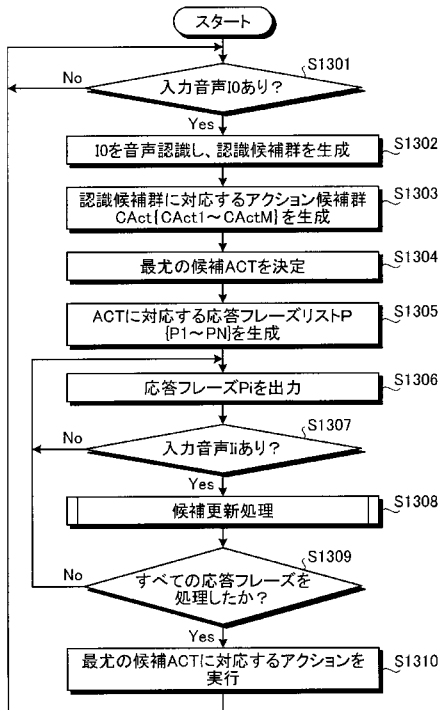 スタート
S1301
入力音声I0あり？
No
Yes
S1302
I0を音声認識し、認識候補群を生成
S1303
認識候補群に対応するアクション候補群
CAct{CAct1～CActM}を生成
S1304
最尤の候補ACTを決定
S1305
ACTに対応する応答フレーズリストP
{P1～PN}を生成
S1306
応答フレーズPiを出力
S1307
入力音声Iiあり？
No
Yes
S1308
候補更新処理
S1309
すべての応答フレーズを
処理したか？
No
Yes
S1310
最尤の候補ACTに対応するアクションを
実行